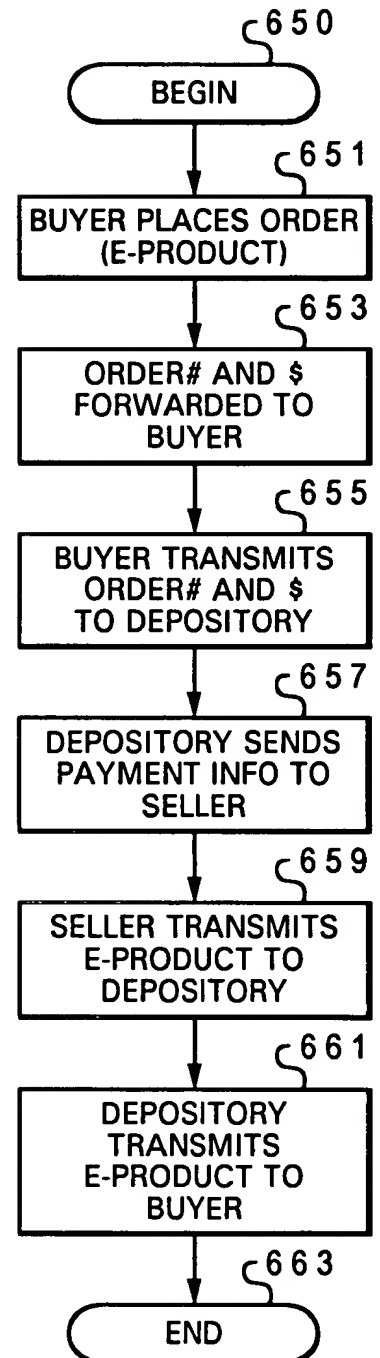 650
BEGIN
651
BUYER PLACES ORDER
(E-PRODUCT)
653
ORDER# AND $
FORWARDED TO
BUYER
655
BUYER TRANSMITS
ORDER# AND $
TO DEPOSITORY
657
DEPOSITORY SENDS
PAYMENT INFO TO
SELLER
659
SELLER TRANSMITS
E-PRODUCT TO
DEPOSITORY
661
DEPOSITORY
TRANSMITS
E-PRODUCT TO
BUYER
663
END